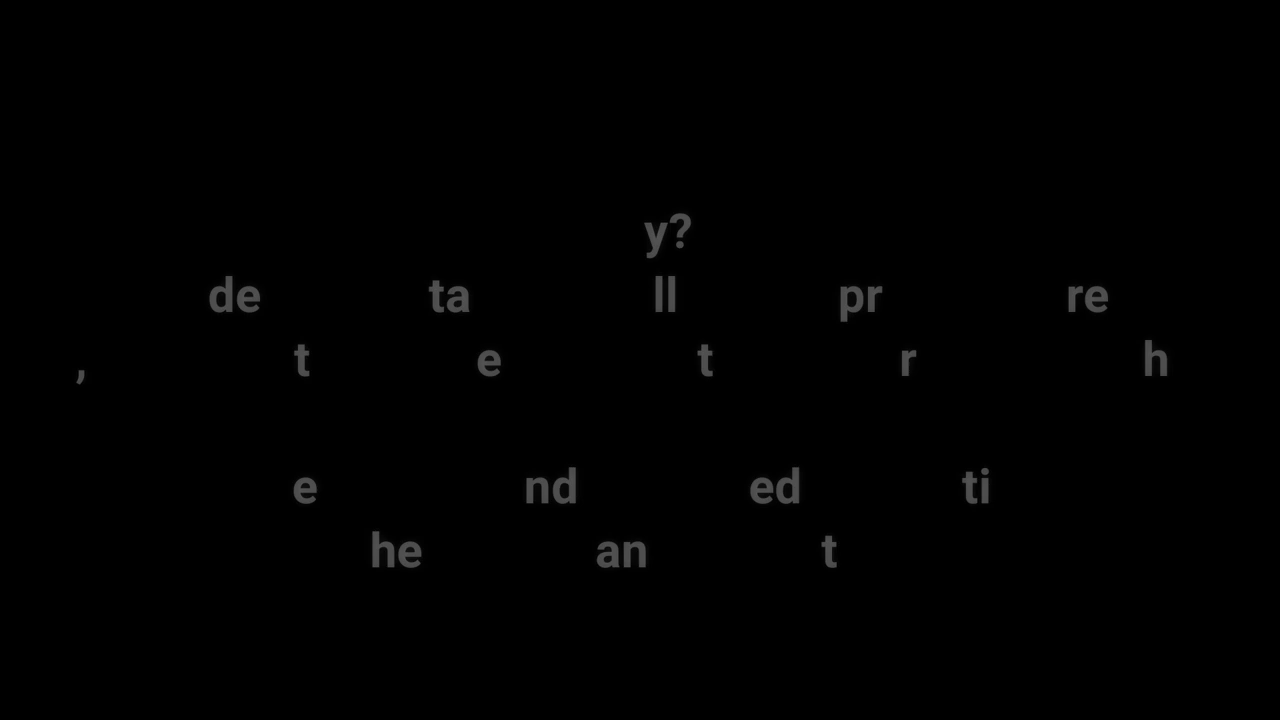 y?
de ta ll pr re
, t e t r h
e nd ed ti
he an t